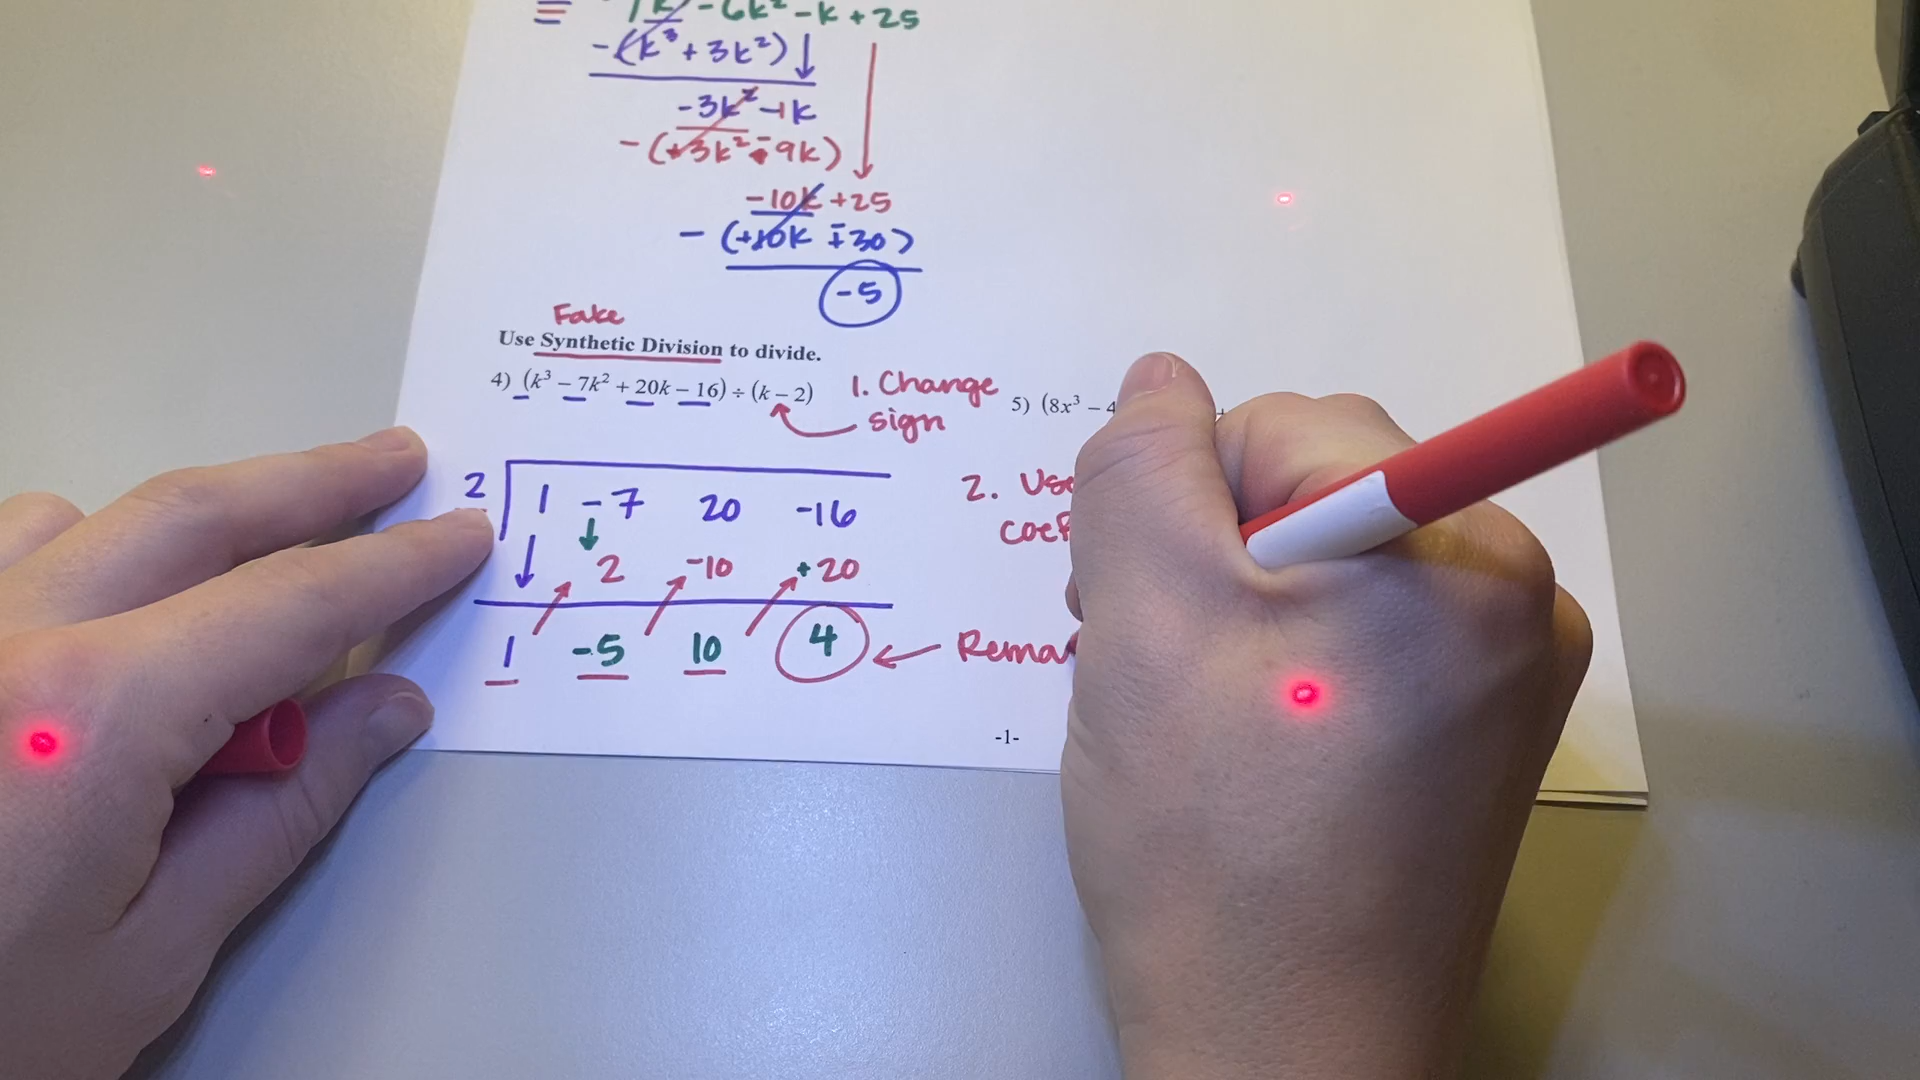 - 6k² - k + 25
- (k³ + 3k²)
-3k² -1k
- (+3k² - 9k)
-10k +25
- (+10k ∓ 30)
-5
Fake
Use Synthetic Division to divide.
4) (k³ − 7k² + 20k − 16) ÷ (k − 2)
1. Change
sign
5) (8x³ − 4
2 1 -7 20 -16
2. Use
2 -10 +20
1 -5 10 4
-1-